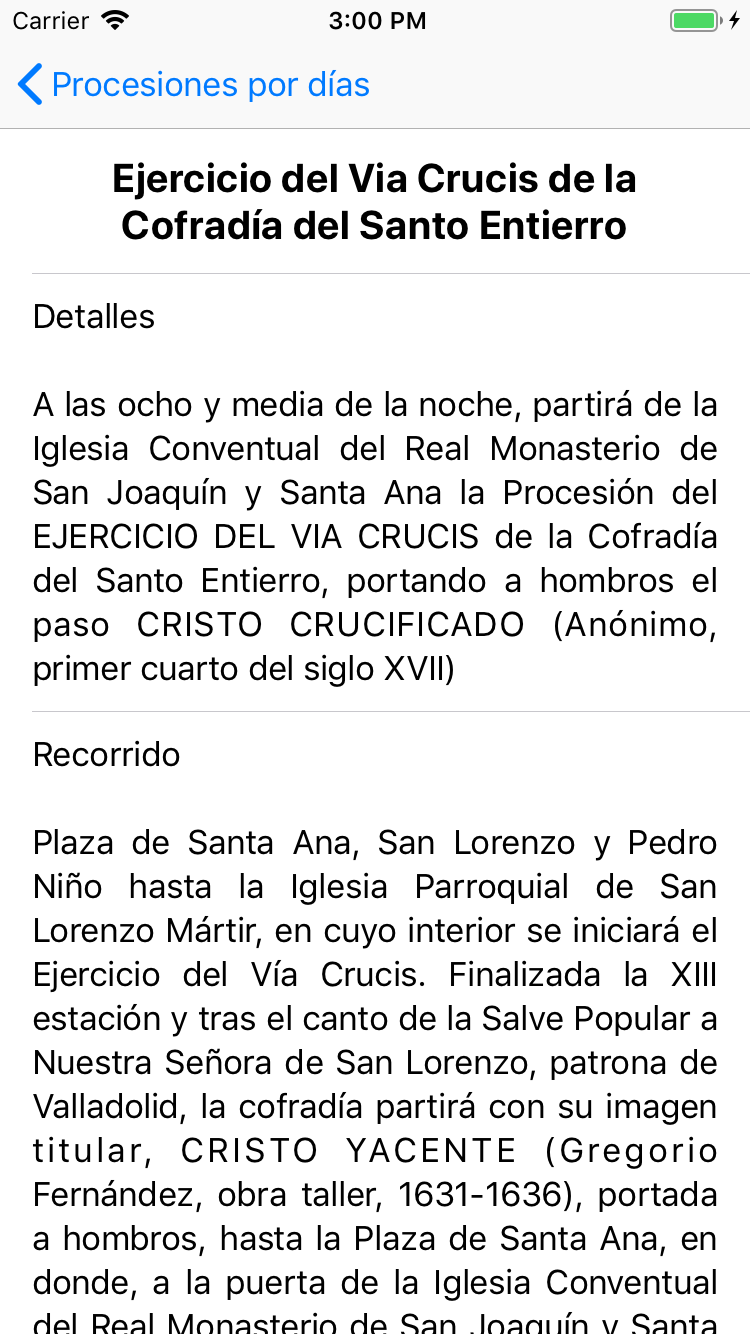 Carrier 3:00 PM
Procesiones por días
Ejercicio del Via Crucis de la
Cofradía del Santo Entierro
Detalles
A las ocho y media de la noche, partirá de la
Iglesia Conventual del Real Monasterio de
San Joaquín y Santa Ana la Procesión del
EJERCICIO DEL VIA CRUCIS de la Cofradía
del Santo Entierro, portando a hombros el
paso CRISTO CRUCIFICADO (Anónimo,
primer cuarto del siglo XVII)
Recorrido
Plaza de Santa Ana, San Lorenzo y Pedro
Niño hasta la Iglesia Parroquial de San
Lorenzo Mártir, en cuyo interior se iniciará el
Ejercicio del Vía Crucis. Finalizada la XIII
estación y tras el canto de la Salve Popular a
Nuestra Señora de San Lorenzo, patrona de
Valladolid, la cofradía partirá con su imagen
titular, CRISTO YACENTE (Gregorio
Fernández, obra taller, 1631-1636), portada
a hombros, hasta la Plaza de Santa Ana, en
donde, a la puerta de la Iglesia Conventual
del Real Monasterio de San Joaquín y Santa